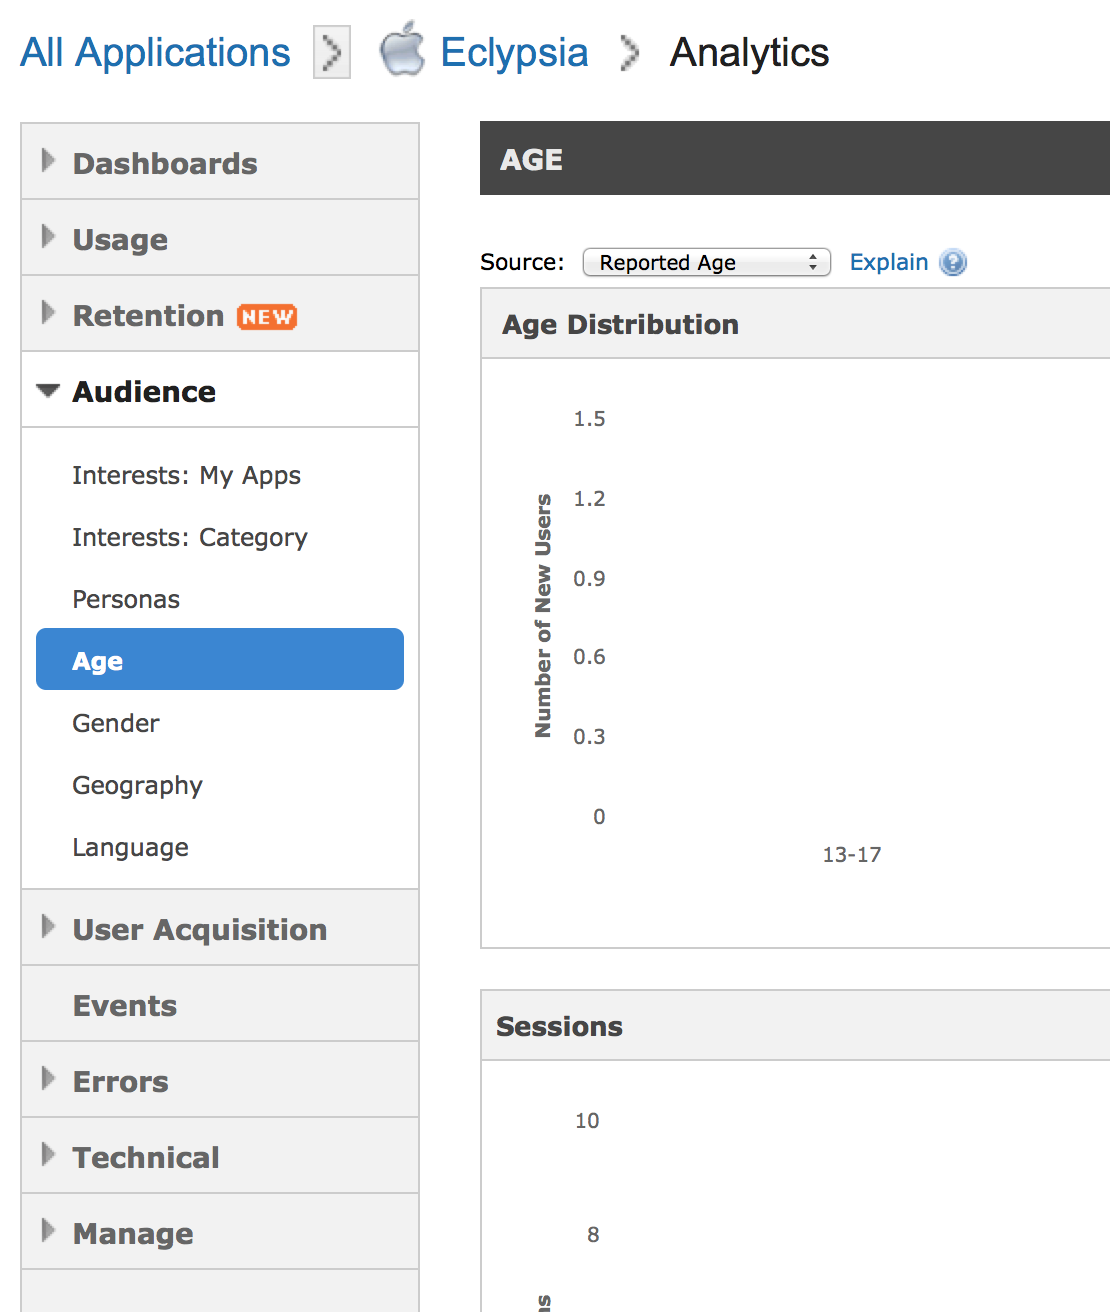 All Applications Eclypsia Analytics
Dashboards
Usage
Retention NEW
Audience
Interests: My Apps
Interests: Category
Personas
Age
Gender
Geography
Language
User Acquisition
Events
Errors
Technical
Manage
AGE
Source: Reported Age Explain ?
Age Distribution
Number of New Users
1.5
1.2
0.9
0.6
0.3
0
13-17
Sessions
10
8